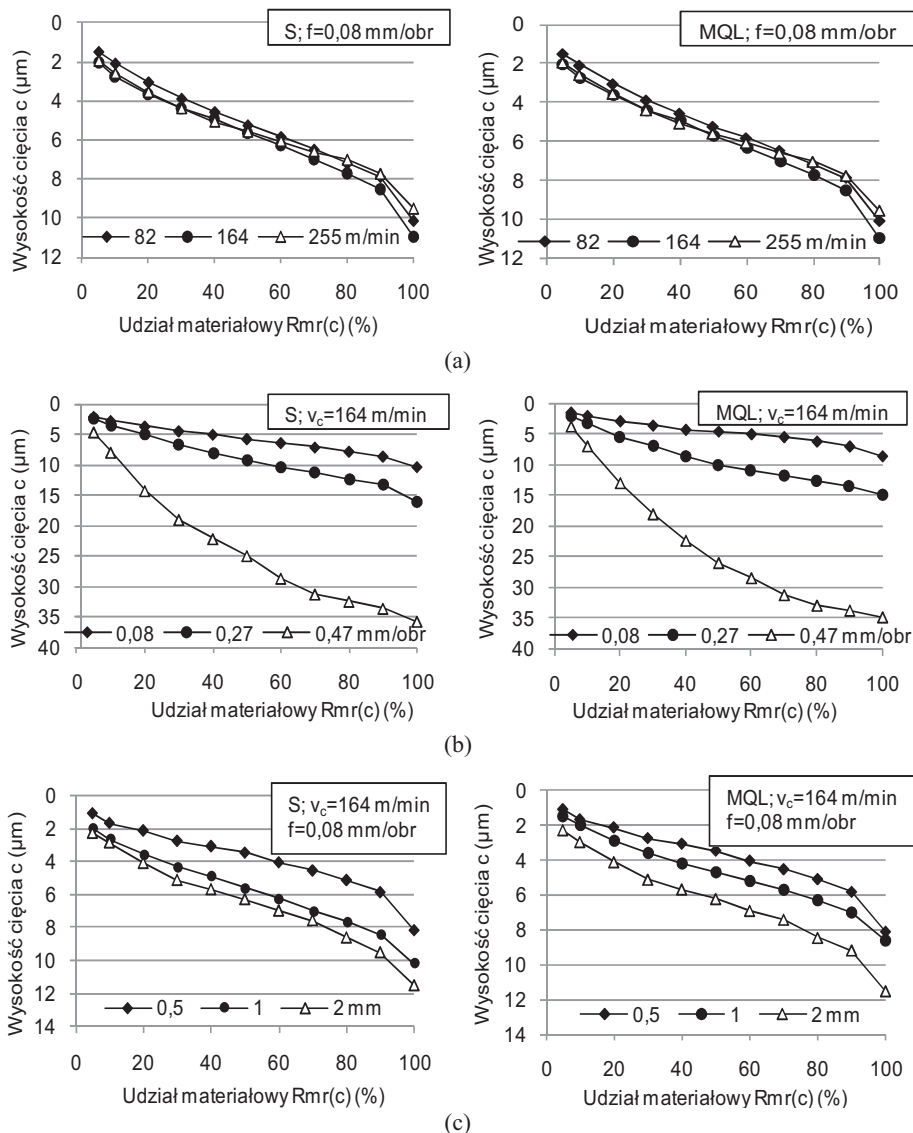 S; f=0,08 mm/obr
Wysokość cięcia c (µm)
0
2
4
6
8
10
12
82 164 255 m/min
0 20 40 60 80 100
Udział materiałowy Rmr(c) (%)
MQL; f=0,08 mm/obr
Wysokość cięcia c (µm)
0
2
4
6
8
10
12
82 164 255 m/min
0 20 40 60 80 100
Udział materiałowy Rmr(c) (%)
(a)
S; vc=164 m/min
Wysokość cięcia c (µm)
0
5
10
15
20
25
30
35
40
0,08 0,27 0,47 mm/obr
0 20 40 60 80 100
Udział materiałowy Rmr(c) (%)
MQL; vc=164 m/min
Wysokość cięcia c (µm)
0
5
10
15
20
25
30
35
40
0,08 0,27 0,47 mm/obr
0 20 40 60 80 100
Udział materiałowy Rmr(c) (%)
(b)
S; vc=164 m/min
f=0,08 mm/obr
Wysokość cięcia c (µm)
0
2
4
6
8
10
12
14
0,5 1 2 mm
0 20 40 60 80 100
Udział materiałowy Rmr(c) (%)
MQL; vc=164 m/min
f=0,08 mm/obr
Wysokość cięcia c (µm)
0
2
4
6
8
10
12
14
0,5 1 2 mm
0 20 40 60 80 100
Udział materiałowy Rmr(c) (%)
(c)